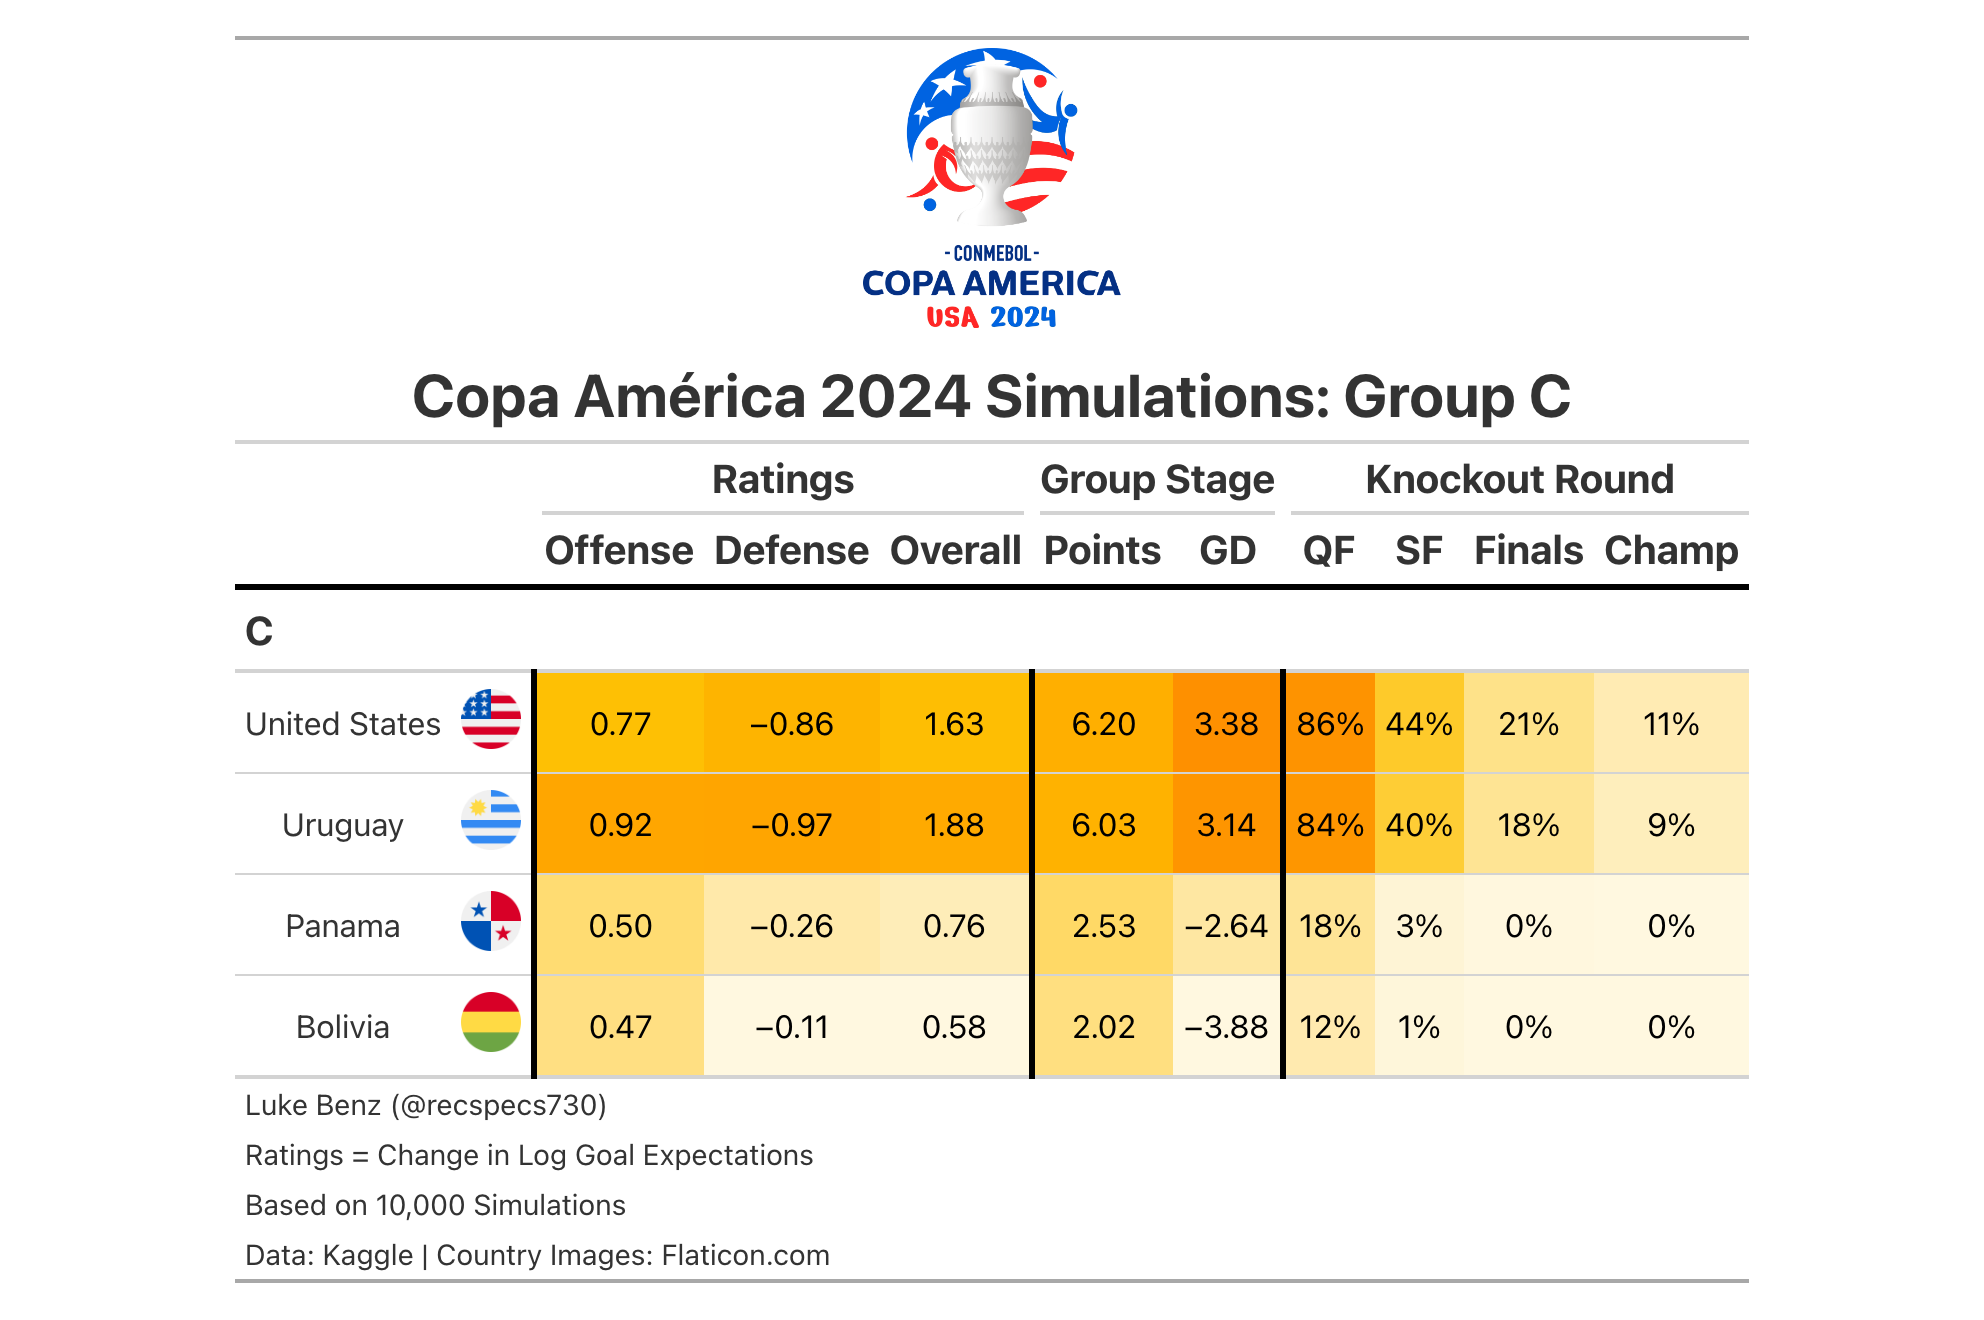 - CONMEBOL -
COPA AMERICA
USA 2024
Copa América 2024 Simulations: Group C
Ratings Group Stage Knockout Round
Offense Defense Overall Points GD QF SF Finals Champ
C
United States 0.77 −0.86 1.63 6.20 3.38 86% 44% 21% 11%
Uruguay 0.92 −0.97 1.88 6.03 3.14 84% 40% 18% 9%
Panama 0.50 −0.26 0.76 2.53 −2.64 18% 3% 0% 0%
Bolivia 0.47 −0.11 0.58 2.02 −3.88 12% 1% 0% 0%
Luke Benz (@recspecs730)
Ratings = Change in Log Goal Expectations
Based on 10,000 Simulations
Data: Kaggle | Country Images: Flaticon.com